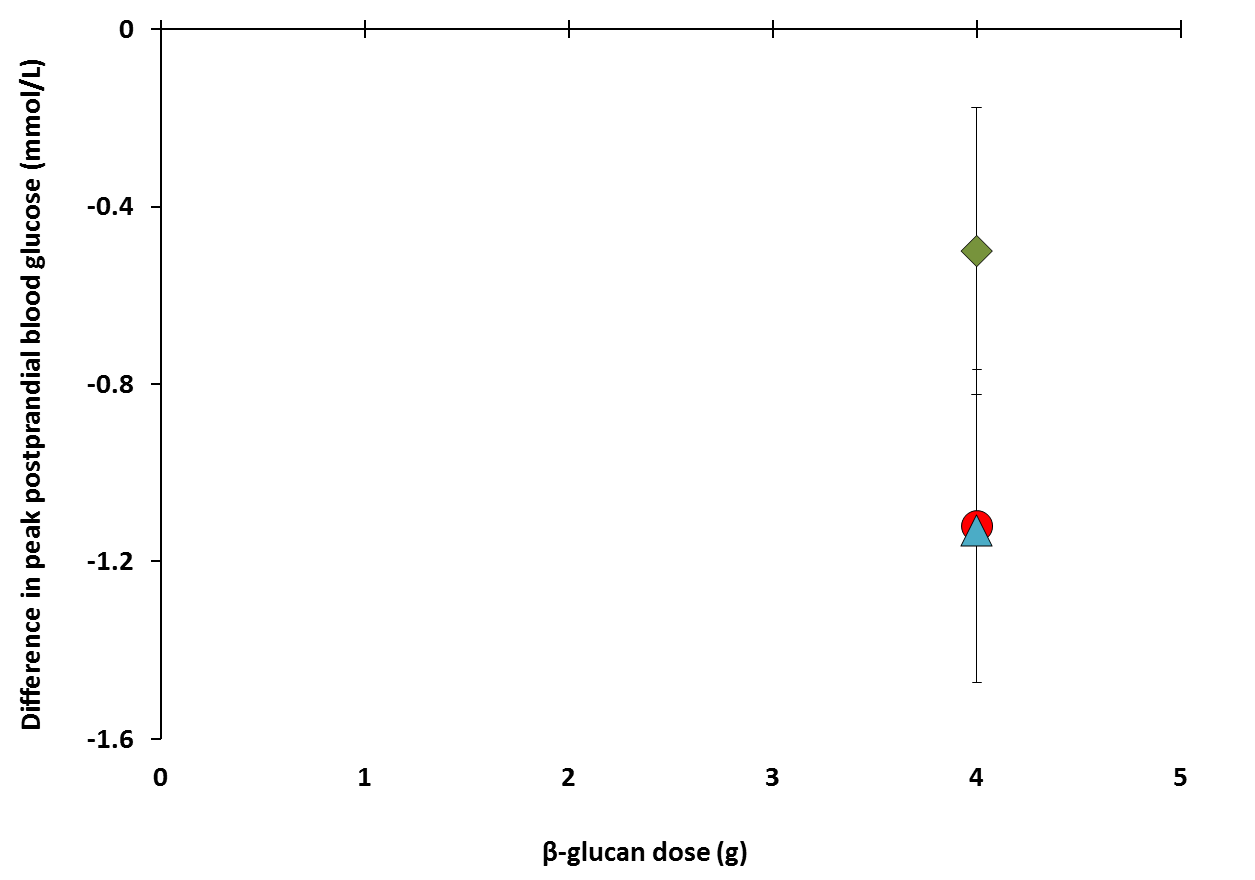 Difference in peak postprandial blood glucose (mmol/L)
0
-0.4
-0.8
-1.2
-1.6
0 1 2 3 4 5
β-glucan dose (g)